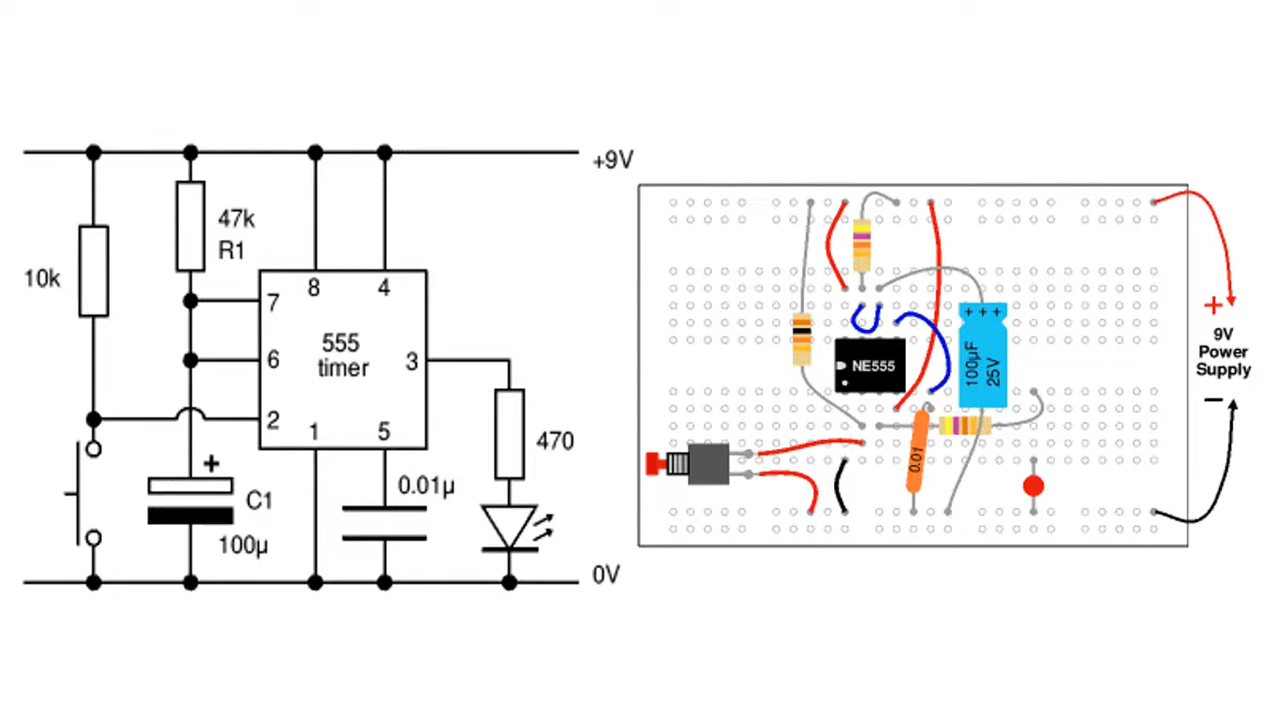 +9V
47k
R1
10k
8
4
7
555
timer
6
3
2
1
5
470
+
0.01µ
C1
100µ
0V
+ + +
100µF
25V
NE555
0.01
+
9V
Power
Supply
−